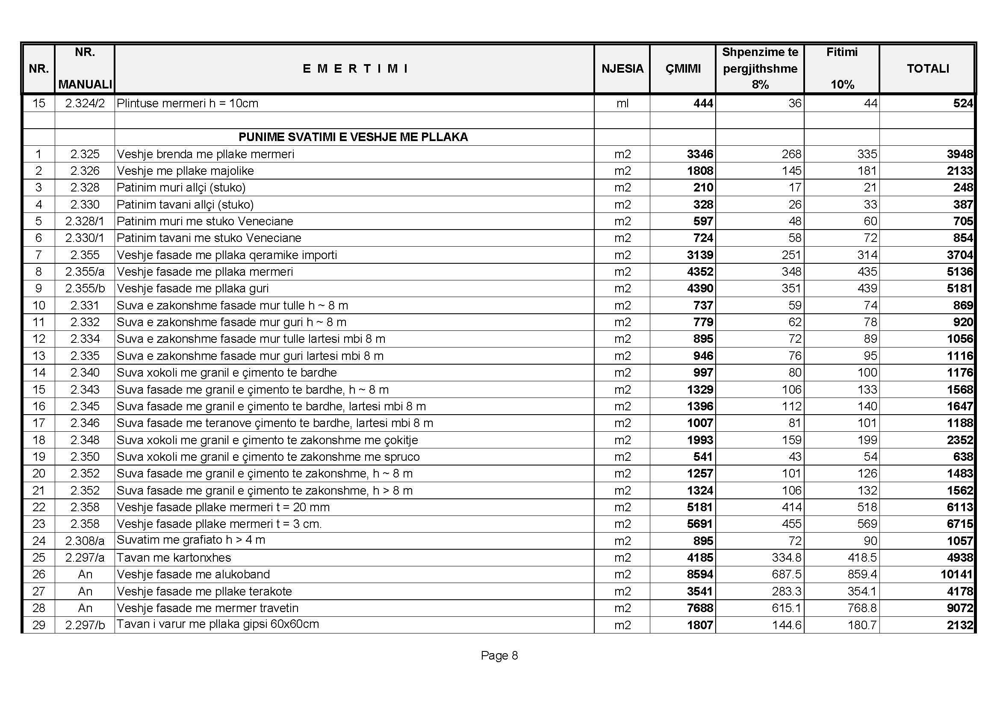 NR. NR. MANUALI E M E R T I M I NJESIA ÇMIMI Shpenzime te pergjithshme 8% Fitimi 10% TOTALI
15 2.324/2 Plintuse mermeri h = 10cm ml 444 36 44 524
PUNIME SVATIMI E VESHJE ME PLLAKA
1 2.325 Veshje brenda me pllake mermeri m2 3346 268 335 3948
2 2.326 Veshje me pllake majolike m2 1808 145 181 2133
3 2.328 Patinim muri allçi (stuko) m2 210 17 21 248
4 2.330 Patinim tavani allçi (stuko) m2 328 26 33 387
5 2.328/1 Patinim muri me stuko Veneciane m2 597 48 60 705
6 2.330/1 Patinim tavani me stuko Veneciane m2 724 58 72 854
7 2.355 Veshje fasade me pllaka qeramike importi m2 3139 251 314 3704
8 2.355/a Veshje fasade me pllaka mermeri m2 4352 348 435 5136
9 2.355/b Veshje fasade me pllaka guri m2 4390 351 439 5181
10 2.331 Suva e zakonshme fasade mur tulle h ~ 8 m m2 737 59 74 869
11 2.332 Suva e zakonshme fasade mur guri h ~ 8 m m2 779 62 78 920
12 2.334 Suva e zakonshme fasade mur tulle lartesi mbi 8 m m2 895 72 89 1056
13 2.335 Suva e zakonshme fasade mur guri lartesi mbi 8 m m2 946 76 95 1116
14 2.340 Suva xokoli me granil e çimento te bardhe m2 997 80 100 1176
15 2.343 Suva fasade me granil e çimento te bardhe, h ~ 8 m m2 1329 106 133 1568
16 2.345 Suva fasade me granil e çimento te bardhe, lartesi mbi 8 m m2 1396 112 140 1647
17 2.346 Suva fasade me teranove çimento te bardhe, lartesi mbi 8 m m2 1007 81 101 1188
18 2.348 Suva xokoli me granil e çimento te zakonshme me çokitje m2 1993 159 199 2352
19 2.350 Suva xokoli me granil e çimento te zakonshme me spruco m2 541 43 54 638
20 2.352 Suva fasade me granil e çimento te zakonshme, h ~ 8 m m2 1257 101 126 1483
21 2.352 Suva fasade me granil e çimento te zakonshme, h > 8 m m2 1324 106 132 1562
22 2.358 Veshje fasade pllake mermeri t = 20 mm m2 5181 414 518 6113
23 2.358 Veshje fasade pllake mermeri t = 3 cm. m2 5691 455 569 6715
24 2.308/a Suvatim me grafiato h > 4 m m2 895 72 90 1057
25 2.297/a Tavan me kartonxhes m2 4185 334.8 418.5 4938
26 An Veshje fasade me alukoband m2 8594 687.5 859.4 10141
27 An Veshje fasade me pllake terakote m2 3541 283.3 354.1 4178
28 An Veshje fasade me mermer travetin m2 7688 615.1 768.8 9072
29 2.297/b Tavan i varur me pllaka gipsi 60x60cm m2 1807 144.6 180.7 2132
Page 8